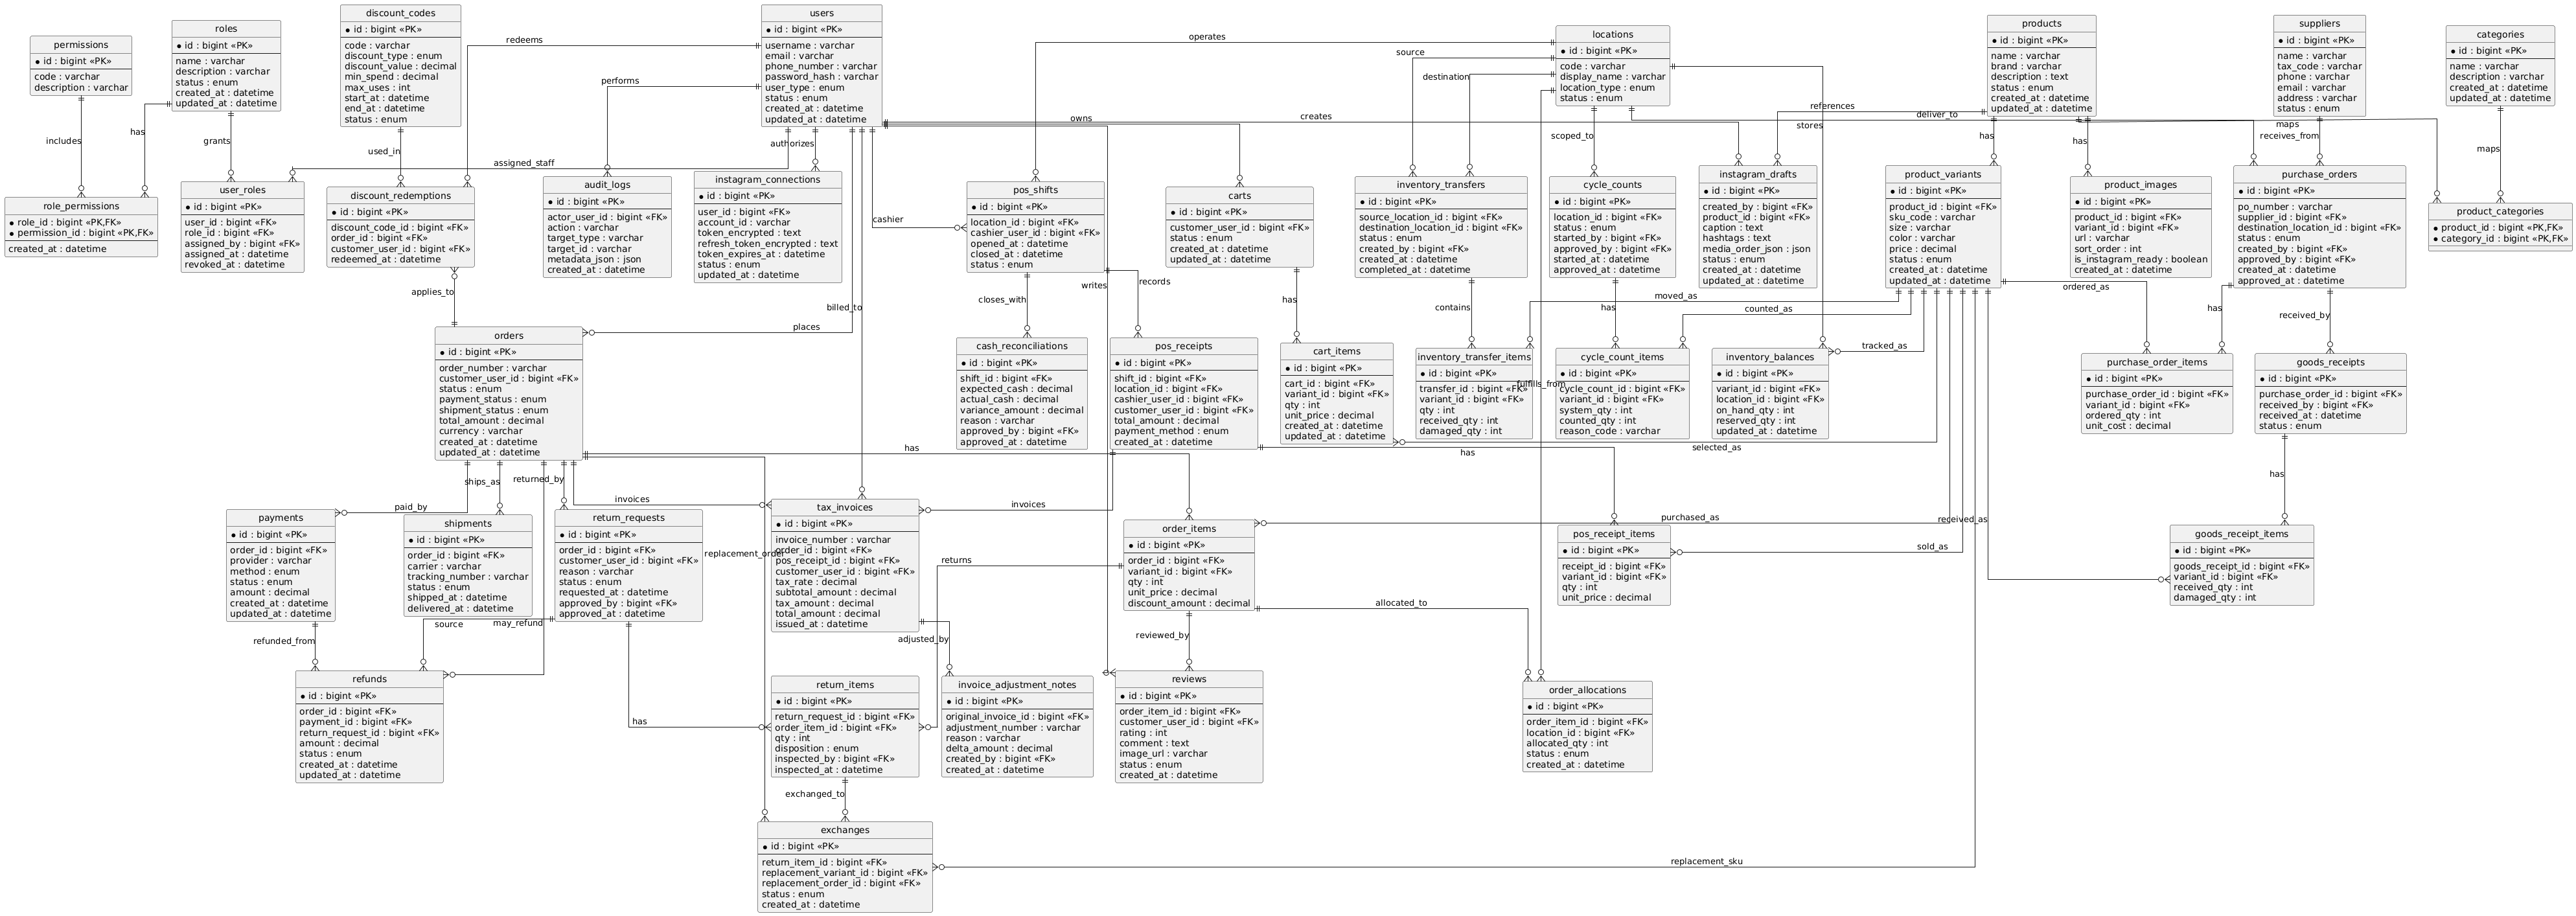 permissions
* id : bigint «PK»
code : varchar
description : varchar
roles
* id : bigint «PK»
name : varchar
description : varchar
status : enum
created_at : datetime
updated_at : datetime
discount_codes
* id : bigint «PK»
code : varchar
discount_type : enum
discount_value : decimal
min_spend : decimal
max_uses : int
start_at : datetime
end_at : datetime
status : enum
users
* id : bigint «PK»
username : varchar
email : varchar
phone_number : varchar
password_hash : varchar
user_type : enum
status : enum
created_at : datetime
updated_at : datetime
locations
* id : bigint «PK»
code : varchar
display_name : varchar
location_type : enum
status : enum
products
* id : bigint «PK»
name : varchar
brand : varchar
description : text
status : enum
created_at : datetime
updated_at : datetime
suppliers
* id : bigint «PK»
name : varchar
tax_code : varchar
phone : varchar
email : varchar
address : varchar
status : enum
categories
* id : bigint «PK»
name : varchar
description : varchar
created_at : datetime
updated_at : datetime
redeems
performs
operates
source
destination
includes
has
grants
used_in
assigned_staff
authorizes
owns
creates
cashier
scoped_to
references
stores
deliver_to
has
has
maps
receives_from
maps
role_permissions
* role_id : bigint «PK,FK»
* permission_id : bigint «PK,FK»
created_at : datetime
user_roles
* id : bigint «PK»
user_id : bigint «FK»
role_id : bigint «FK»
assigned_by : bigint «FK»
assigned_at : datetime
revoked_at : datetime
discount_redemptions
* id : bigint «PK»
discount_code_id : bigint «FK»
order_id : bigint «FK»
customer_user_id : bigint «FK»
redeemed_at : datetime
audit_logs
* id : bigint «PK»
actor_user_id : bigint «FK»
action : varchar
target_type : varchar
target_id : varchar
metadata_json : json
created_at : datetime
instagram_connections
* id : bigint «PK»
user_id : bigint «FK»
account_id : varchar
token_encrypted : text
refresh_token_encrypted : text
token_expires_at : datetime
status : enum
updated_at : datetime
pos_shifts
* id : bigint «PK»
location_id : bigint «FK»
cashier_user_id : bigint «FK»
opened_at : datetime
closed_at : datetime
status : enum
carts
* id : bigint «PK»
customer_user_id : bigint «FK»
status : enum
created_at : datetime
updated_at : datetime
inventory_transfers
* id : bigint «PK»
source_location_id : bigint «FK»
destination_location_id : bigint «FK»
status : enum
created_by : bigint «FK»
created_at : datetime
completed_at : datetime
cycle_counts
* id : bigint «PK»
location_id : bigint «FK»
status : enum
started_by : bigint «FK»
approved_by : bigint «FK»
started_at : datetime
approved_at : datetime
instagram_drafts
* id : bigint «PK»
created_by : bigint «FK»
product_id : bigint «FK»
caption : text
hashtags : text
media_order_json : json
status : enum
created_at : datetime
updated_at : datetime
product_variants
* id : bigint «PK»
product_id : bigint «FK»
sku_code : varchar
size : varchar
color : varchar
price : decimal
status : enum
created_at : datetime
updated_at : datetime
product_images
* id : bigint «PK»
product_id : bigint «FK»
variant_id : bigint «FK»
url : varchar
sort_order : int
is_instagram_ready : boolean
created_at : datetime
purchase_orders
* id : bigint «PK»
po_number : varchar
supplier_id : bigint «FK»
destination_location_id : bigint «FK»
status : enum
created_by : bigint «FK»
approved_by : bigint «FK»
created_at : datetime
approved_at : datetime
product_categories
* product_id : bigint «PK,FK»
* category_id : bigint «PK,FK»
applies_to
billed_to
places
closes_with
writes
records
has
contains
has
moved_as
counted_as
tracked_as
ordered_as
has
received_by
orders
* id : bigint «PK»
order_number : varchar
customer_user_id : bigint «FK»
status : enum
payment_status : enum
shipment_status : enum
total_amount : decimal
currency : varchar
created_at : datetime
updated_at : datetime
cash_reconciliations
* id : bigint «PK»
shift_id : bigint «FK»
expected_cash : decimal
actual_cash : decimal
variance_amount : decimal
reason : varchar
approved_by : bigint «FK»
approved_at : datetime
pos_receipts
* id : bigint «PK»
shift_id : bigint «FK»
location_id : bigint «FK»
cashier_user_id : bigint «FK»
customer_user_id : bigint «FK»
total_amount : decimal
payment_method : enum
created_at : datetime
cart_items
* id : bigint «PK»
cart_id : bigint «FK»
variant_id : bigint «FK»
qty : int
unit_price : decimal
created_at : datetime
updated_at : datetime
inventory_transfer_items
* id : bigint «PK»
transfer_id : bigint «FK»
variant_id : bigint «FK»
qty : int
received_qty : int
damaged_qty : int
fulfills_from
cycle_count_items
* id : bigint «PK»
cycle_count_id : bigint «FK»
variant_id : bigint «FK»
system_qty : int
counted_qty : int
reason_code : varchar
inventory_balances
* id : bigint «PK»
variant_id : bigint «FK»
location_id : bigint «FK»
on_hand_qty : int
reserved_qty : int
updated_at : datetime
purchase_order_items
* id : bigint «PK»
purchase_order_id : bigint «FK»
variant_id : bigint «FK»
ordered_qty : int
unit_cost : decimal
goods_receipts
* id : bigint «PK»
purchase_order_id : bigint «FK»
received_by : bigint «FK»
received_at : datetime
status : enum
paid_by
ships_as
returned_by
invoices
replacement_order
has
invoices
has
selected_as
purchased_as
received_as
sold_as
has
payments
* id : bigint «PK»
order_id : bigint «FK»
provider : varchar
method : enum
status : enum
amount : decimal
created_at : datetime
updated_at : datetime
shipments
* id : bigint «PK»
order_id : bigint «FK»
carrier : varchar
tracking_number : varchar
status : enum
shipped_at : datetime
delivered_at : datetime
return_requests
* id : bigint «PK»
order_id : bigint «FK»
customer_user_id : bigint «FK»
reason : varchar
status : enum
requested_at : datetime
approved_by : bigint «FK»
approved_at : datetime
tax_invoices
* id : bigint «PK»
invoice_number : varchar
order_id : bigint «FK»
pos_receipt_id : bigint «FK»
customer_user_id : bigint «FK»
tax_rate : decimal
subtotal_amount : decimal
tax_amount : decimal
total_amount : decimal
issued_at : datetime
order_items
* id : bigint «PK»
order_id : bigint «FK»
variant_id : bigint «FK»
qty : int
unit_price : decimal
discount_amount : decimal
pos_receipt_items
* id : bigint «PK»
receipt_id : bigint «FK»
variant_id : bigint «FK»
qty : int
unit_price : decimal
goods_receipt_items
* id : bigint «PK»
goods_receipt_id : bigint «FK»
variant_id : bigint «FK»
received_qty : int
damaged_qty : int
refunded_from
source
may_refund
has
adjusted_by
returns
reviewed_by
allocated_to
refunds
* id : bigint «PK»
order_id : bigint «FK»
payment_id : bigint «FK»
return_request_id : bigint «FK»
amount : decimal
status : enum
created_at : datetime
updated_at : datetime
return_items
* id : bigint «PK»
return_request_id : bigint «FK»
order_item_id : bigint «FK»
qty : int
disposition : enum
inspected_by : bigint «FK»
inspected_at : datetime
invoice_adjustment_notes
* id : bigint «PK»
original_invoice_id : bigint «FK»
adjustment_number : varchar
reason : varchar
delta_amount : decimal
created_by : bigint «FK»
created_at : datetime
reviews
* id : bigint «PK»
order_item_id : bigint «FK»
customer_user_id : bigint «FK»
rating : int
comment : text
image_url : varchar
status : enum
created_at : datetime
order_allocations
* id : bigint «PK»
order_item_id : bigint «FK»
location_id : bigint «FK»
allocated_qty : int
status : enum
created_at : datetime
exchanged_to
replacement_sku
exchanges
* id : bigint «PK»
return_item_id : bigint «FK»
replacement_variant_id : bigint «FK»
replacement_order_id : bigint «FK»
status : enum
created_at : datetime